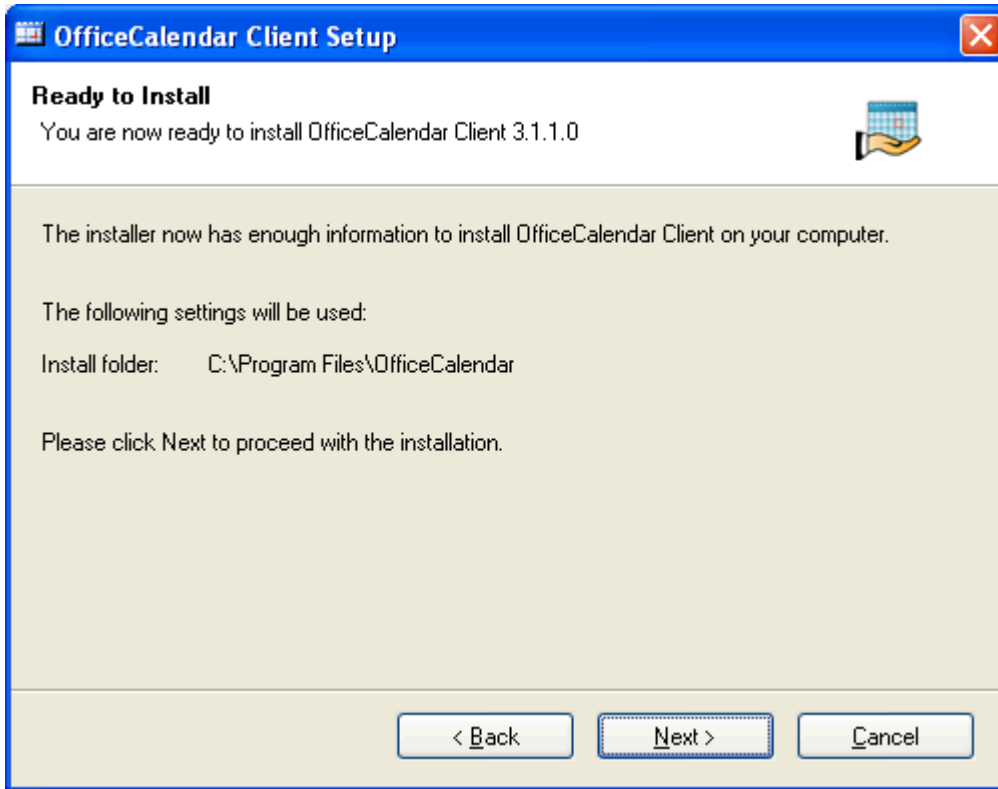 OfficeCalendar Client Setup
Ready to Install
You are now ready to install OfficeCalendar Client 3.1.1.0
The installer now has enough information to install OfficeCalendar Client on your computer.
The following settings will be used:
Install folder: C:\Program Files\OfficeCalendar
Please click Next to proceed with the installation.
< Back Next > Cancel